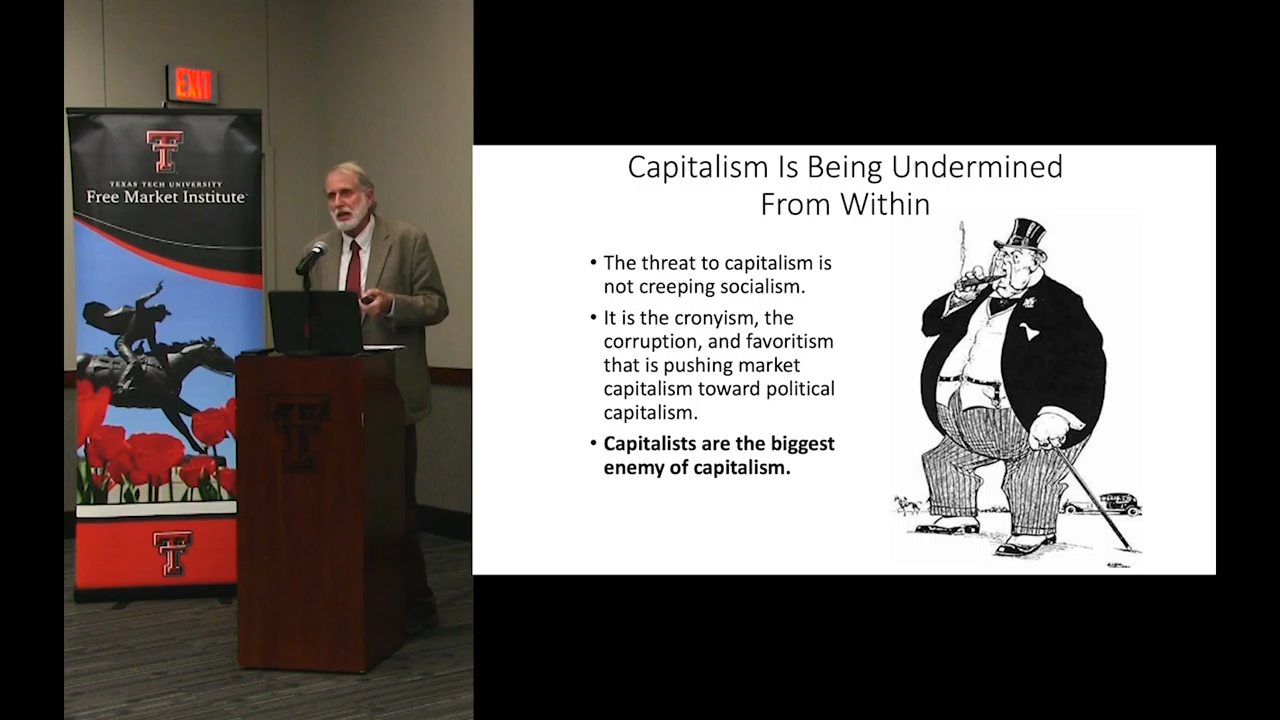 EXIT
TEXAS TECH UNIVERSITY
Free Market Institute
Capitalism Is Being Undermined
From Within
• The threat to capitalism is
not creeping socialism.
• It is the cronyism, the
corruption, and favoritism
that is pushing market
capitalism toward political
capitalism.
• Capitalists are the biggest
enemy of capitalism.